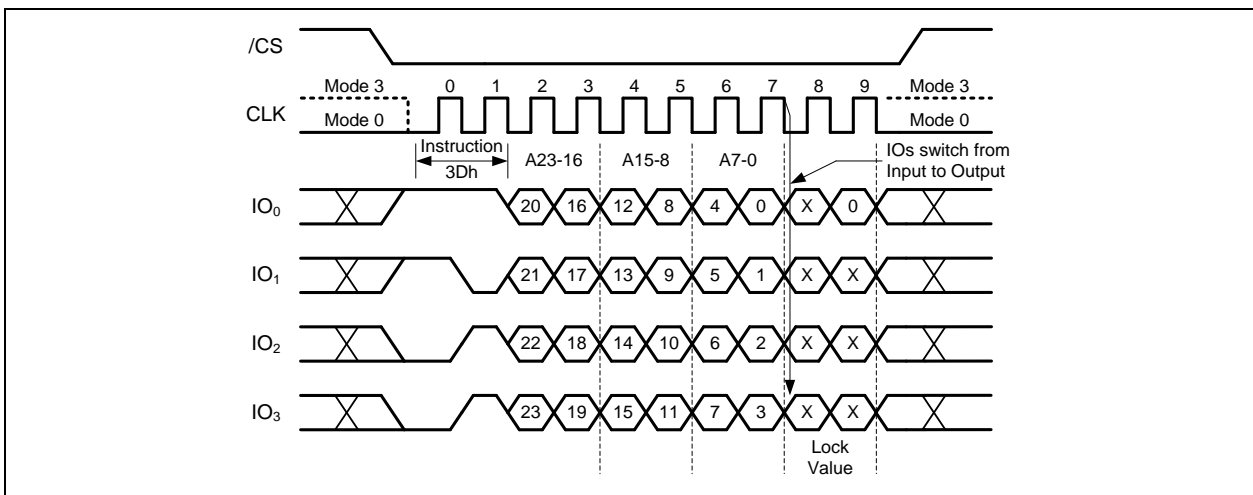 /CS
Mode 3 0 1 2 3 4 5 6 7 8 9 Mode 3
CLK
Mode 0 Mode 0
Instruction A23-16 A15-8 A7-0 IOs switch from
3Dh Input to Output
IO0 20 16 12 8 4 0 X 0
IO1 21 17 13 9 5 1 X X
IO2 22 18 14 10 6 2 X X
IO3 23 19 15 11 7 3 X X
Lock
Value